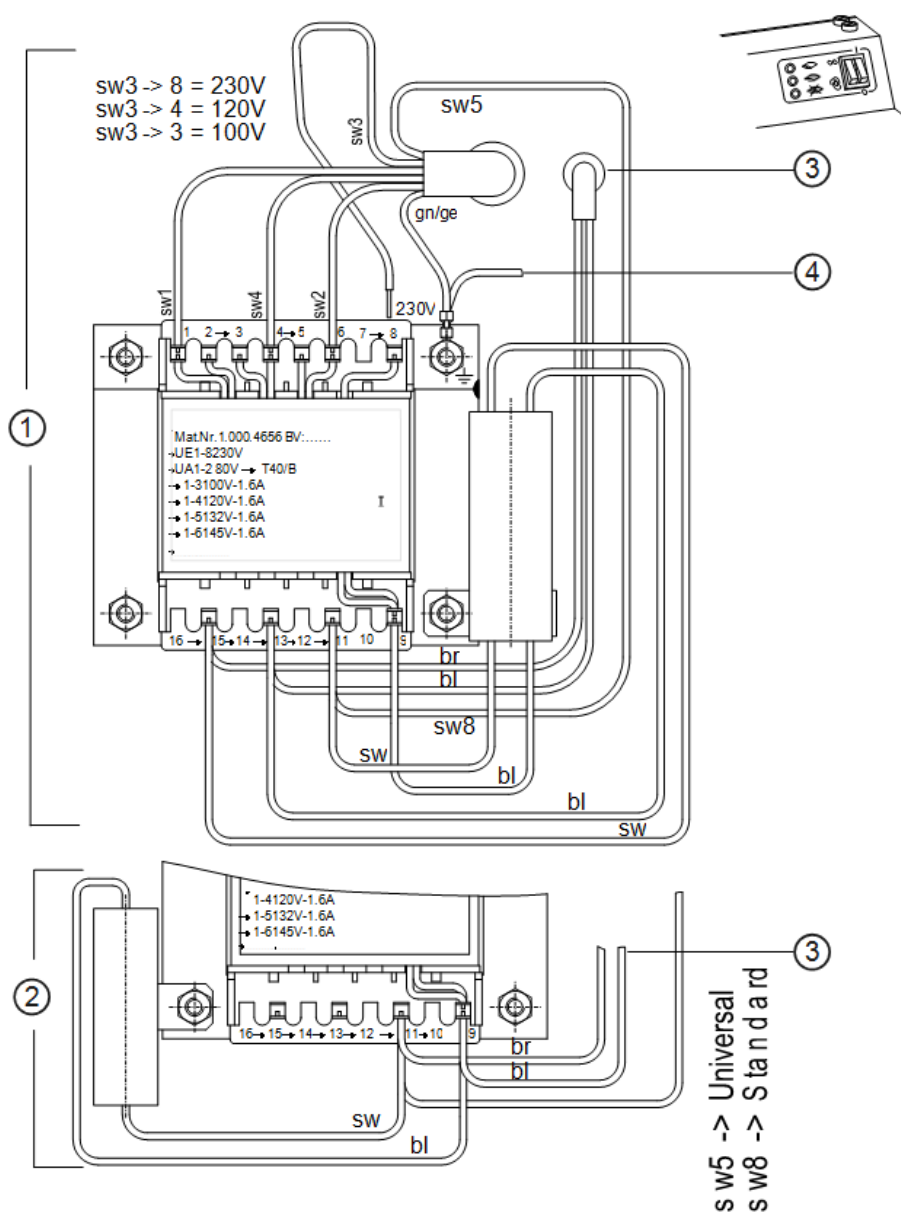 sw3 -> 8 = 230V
sw3 -> 4 = 120V
sw3 -> 3 = 100V
sw3
sw5
3
gn/ge
4
sw1
sw4
sw2
230V
1 2 → 3 4→5 6 7→ 8
1
Mat.Nr.1.000.4656 BV:......
→UE1-8230V
→UA1-2 80V → T40/B
→ 1-3100V-1.6A
→ 1-4120V-1.6A
→ 1-5132V-1.6A
→ 1-6145V-1.6A
I
16 → 15→14 → 13→12→ 11 10 9
br
bl
sw8
sw
bl
bl
sw
1-4120V-1.6A
→ 1-5132V-1.6A
→ 1-6145V-1.6A
3
2
16→ 15→ 14→ 13→ 12 → 11→10 9
br
bl
sw
bl
s w5 -> Universal
s w8 -> S tan d a rd